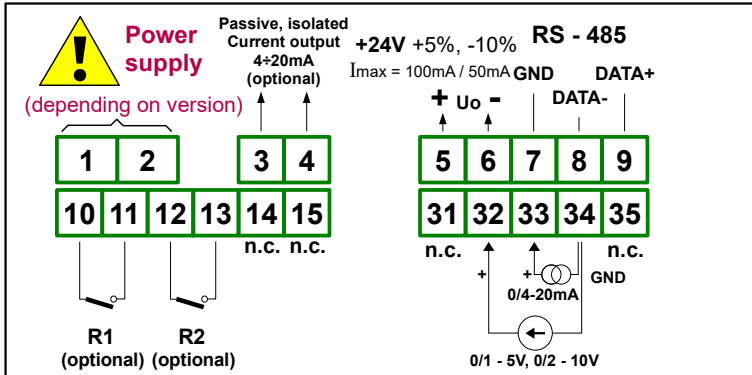 Power
supply
(depending on version)
Passive, isolated
Current output
4÷20mA
(optional)
+24V +5%, -10%
Imax = 100mA / 50mA
+ Uo -
RS - 485
GND
DATA-
DATA+
1 2 3 4 5 6 7 8 9
10 11 12 13 14 15 31 32 33 34 35
n.c. n.c. n.c. n.c.
R1
(optional)
R2
(optional)
+
+
0/4-20mA
GND
0/1 - 5V, 0/2 - 10V